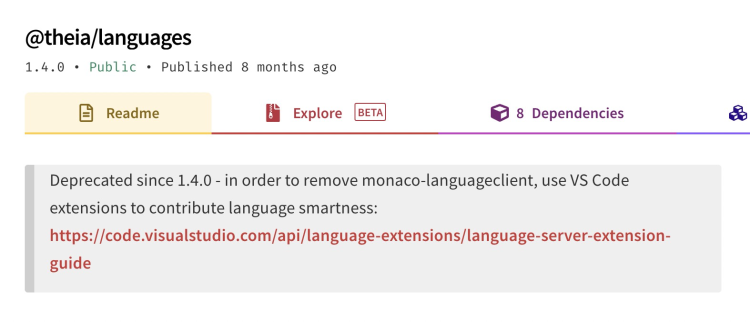 @theia/languages
1.4.0 • Public • Published 8 months ago
Readme
Explore BETA
8 Dependencies
Deprecated since 1.4.0 - in order to remove monaco-languageclient, use VS Code
extensions to contribute language smartness:
https://code.visualstudio.com/api/language-extensions/language-server-extension-
guide